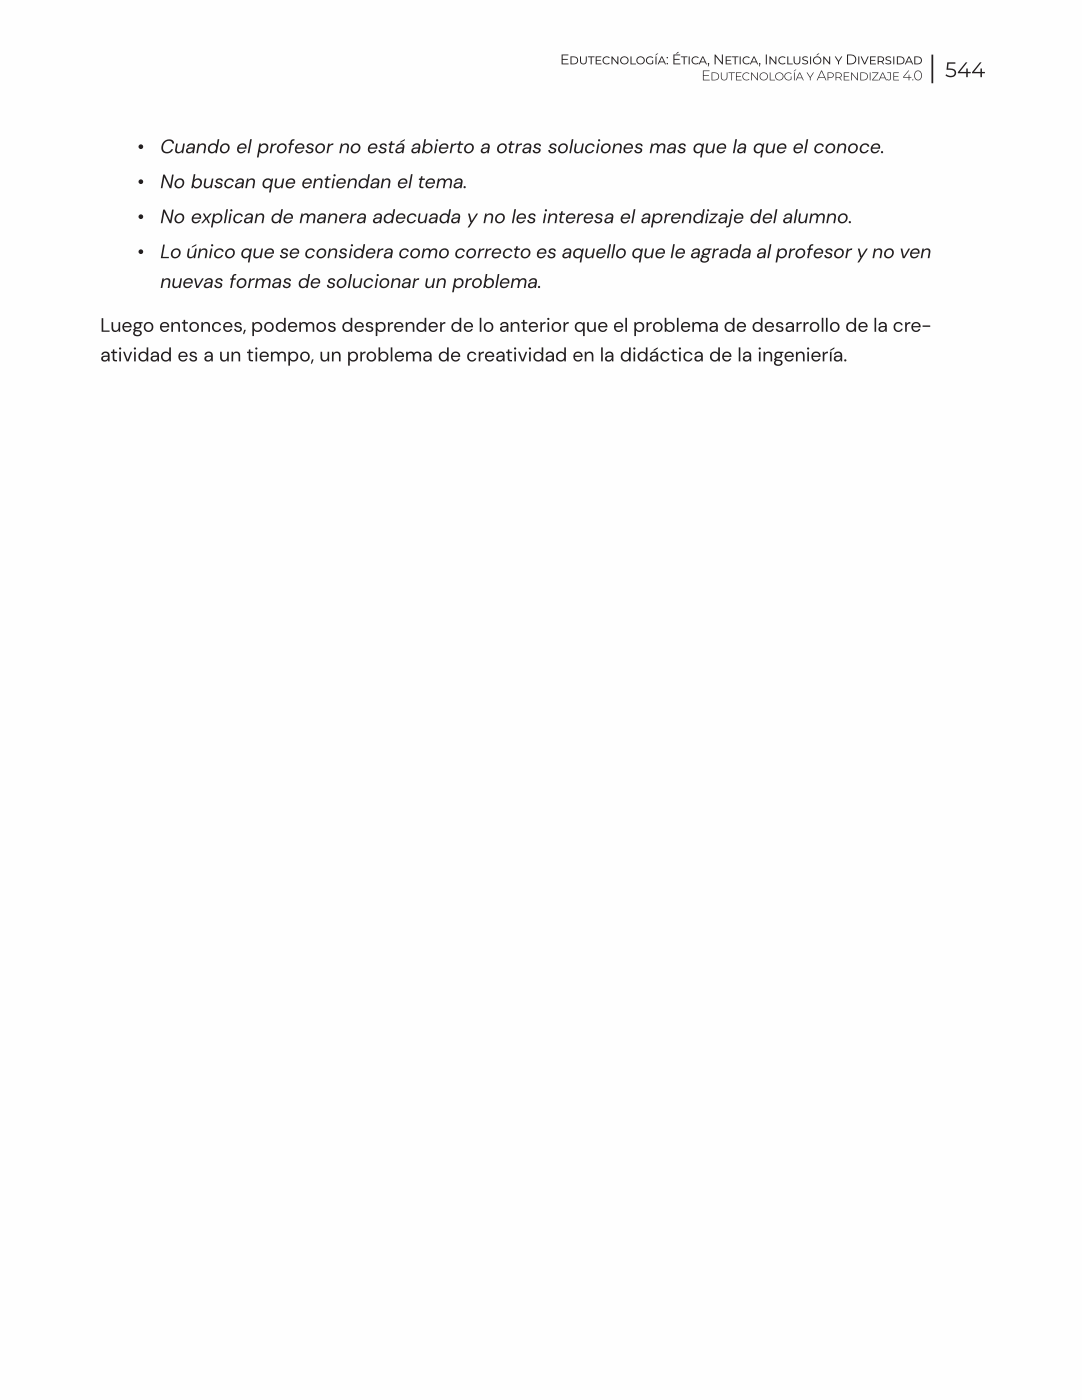 Edutecnología: Ética, Netica, Inclusión y Diversidad
Edutecnología y Aprendizaje 4.0
544
• Cuando el profesor no está abierto a otras soluciones mas que la que el conoce.
• No buscan que entiendan el tema.
• No explican de manera adecuada y no les interesa el aprendizaje del alumno.
• Lo único que se considera como correcto es aquello que le agrada al profesor y no ven
nuevas formas de solucionar un problema.
Luego entonces, podemos desprender de lo anterior que el problema de desarrollo de la cre-
atividad es a un tiempo, un problema de creatividad en la didáctica de la ingeniería.